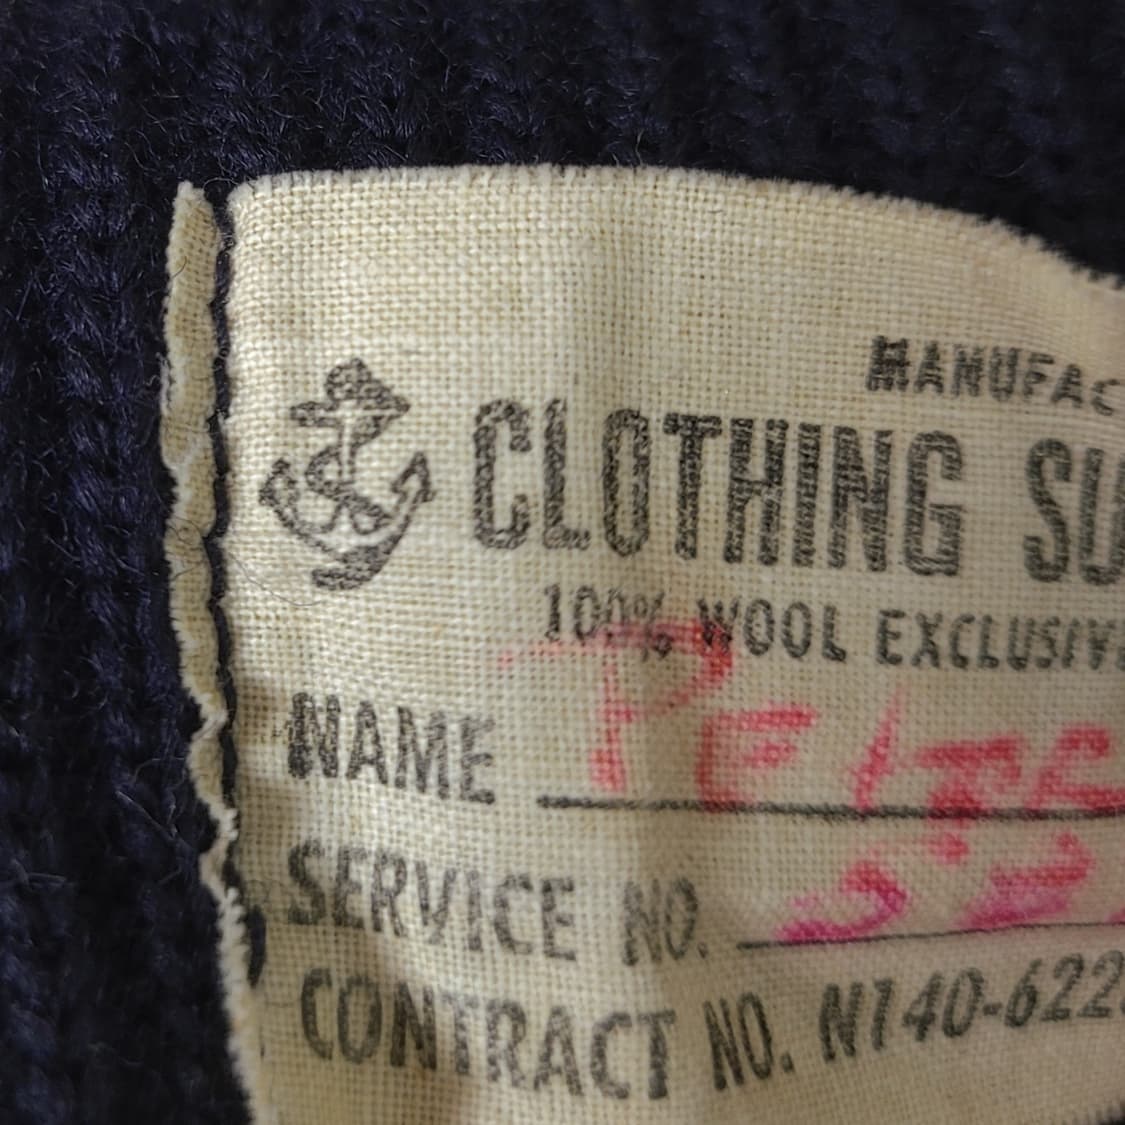 MANUFAC
CLOTHING SU
100% WOOL EXCLUSIVE
NAME
SERVICE NO.
CONTRACT NO. N140-622